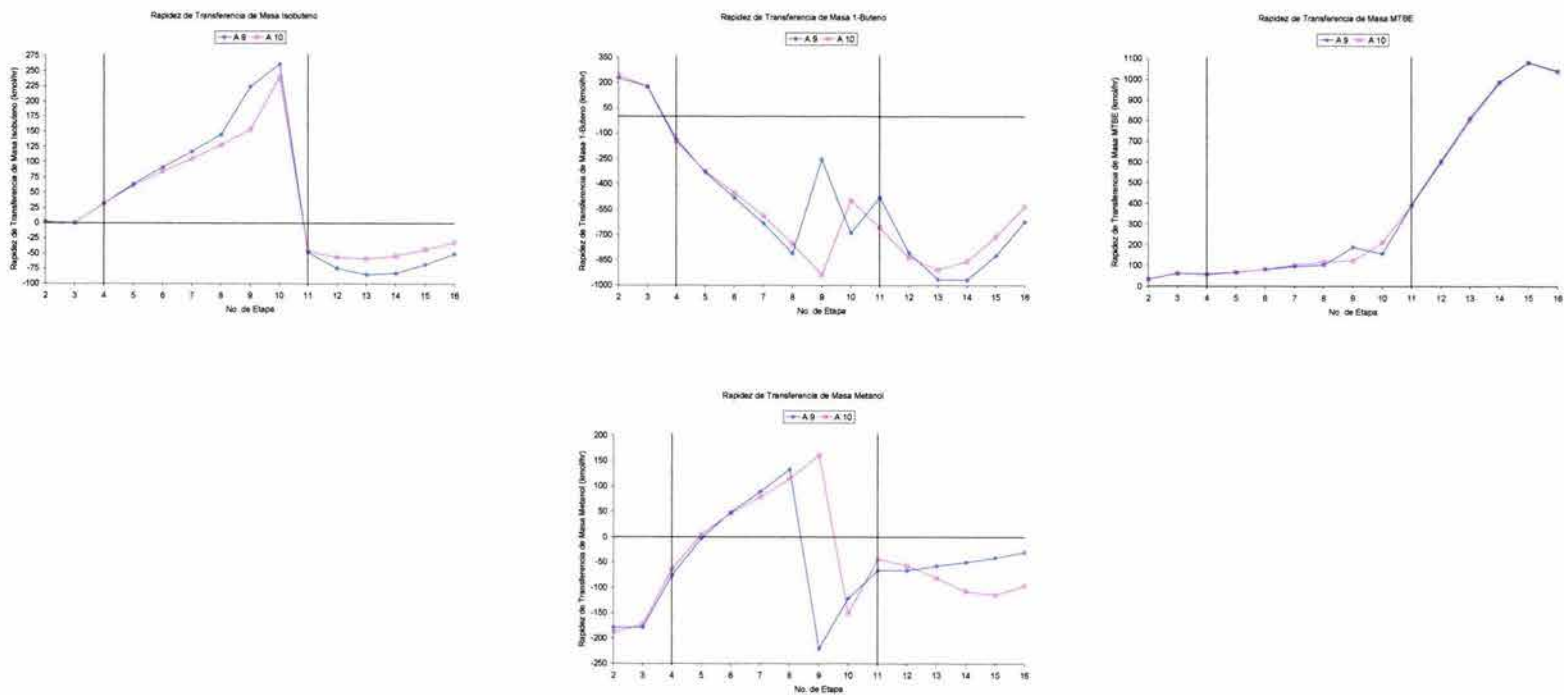 Rapidez de Transferencia de Masa Isobuteno
A 9 A 10
Rapidez de Transferencia de Masa Isobuteno (kmol/hr)
275
250
225
200
175
150
125
100
75
50
25
0
-25
-50
-75
-100
2 3 4 5 6 7 8 9 10 11 12 13 14 15 16
No. de Etapa
Rapidez de Transferencia de Masa 1-Buteno
A 9 A 10
Rapidez de Transferencia de Masa 1-Buteno (kmol/hr)
350
200
50
-100
-250
-400
-550
-700
-850
-1000
2 3 4 5 6 7 8 9 10 11 12 13 14 15 16
No. de Etapa
Rapidez de Transferencia de Masa MTBE
A 9 A 10
Rapidez de Transferencia de Masa MTBE (kmol/hr)
1100
1000
900
800
700
600
500
400
300
200
100
0
2 3 4 5 6 7 8 9 10 11 12 13 14 15 16
No. de Etapa
Rapidez de Transferencia de Masa Metanol
A 9 A 10
Rapidez de Transferencia de Masa Metanol (kmol/hr)
200
150
100
50
0
-50
-100
-150
-200
-250
2 3 4 5 6 7 8 9 10 11 12 13 14 15 16
No. de Etapa